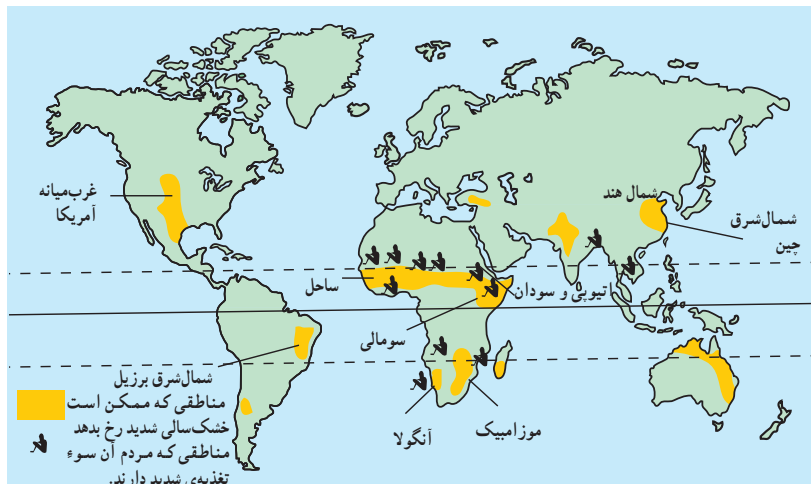 غرب‌میانه
آمریکا
شمال هند
شمال‌شرق
چین
ساحل
اتیوپی و سودان
سومالی
شمال‌شرق برزیل
آنگولا
موزامبیک
مناطقی که ممکن است
خشک‌سالی شدید رخ بدهد
مناطقی که مردم آن سوء
تغذیه‌ی شدید دارند.